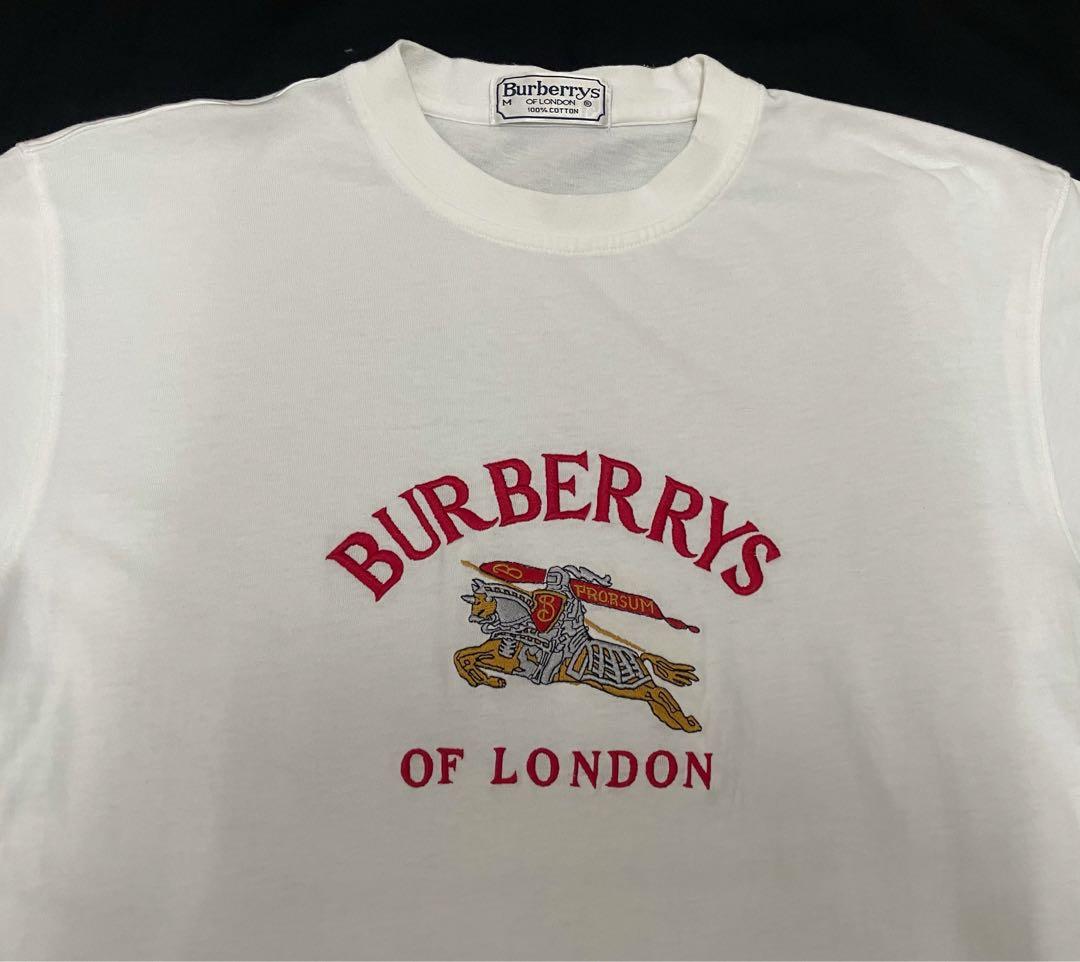 Burberrys
M OF LONDON ®
100% COTTON
BURBERRYS
B
B PRORSUM
OF LONDON